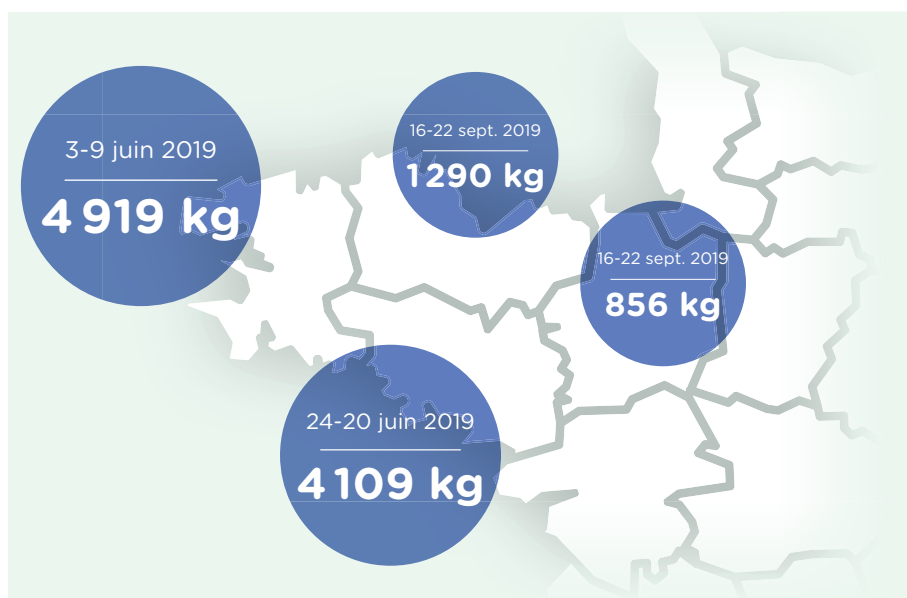 3-9 juin 2019
4 919 kg
16-22 sept. 2019
1 290 kg
16-22 sept. 2019
856 kg
24-20 juin 2019
4 109 kg